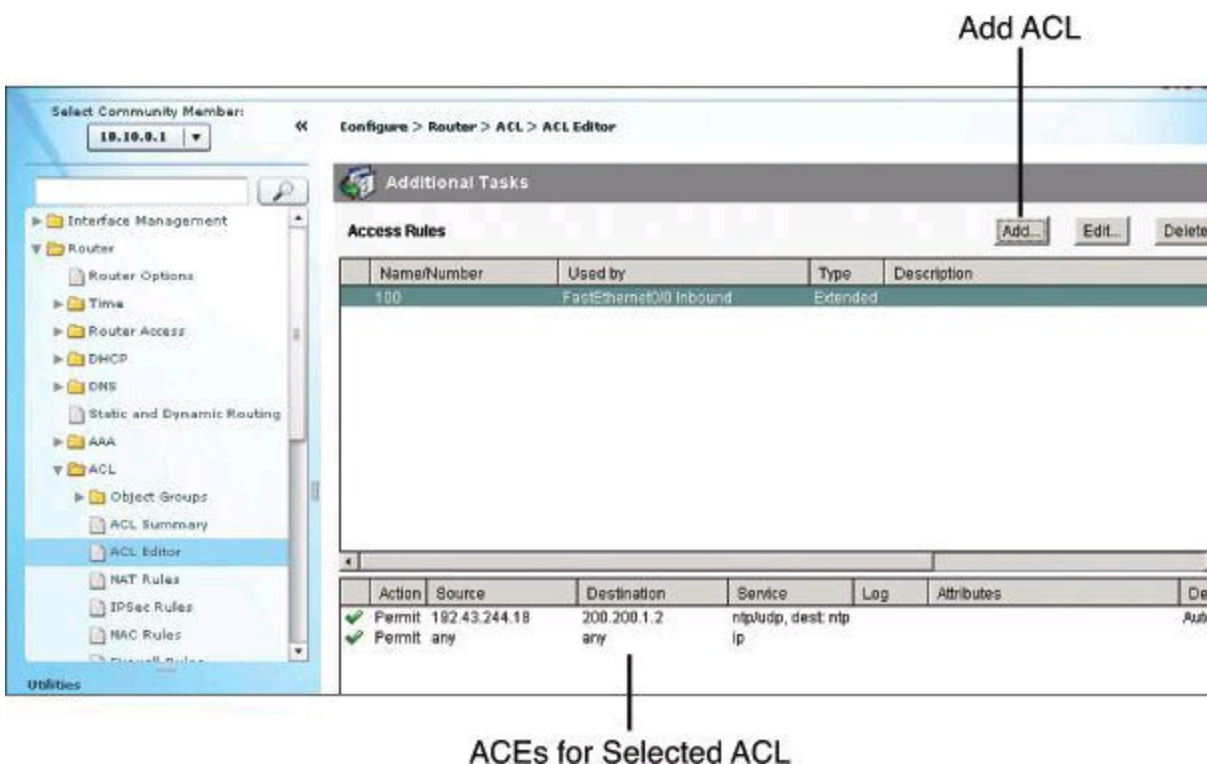 Add ACL
Select Community Member:
10.10.0.1
«
Configure > Router > ACL > ACL Editor
Additional Tasks
Interface Management
Router
Router Options
Time
Router Access
DHCP
DNS
Static and Dynamic Routing
AAA
ACL
Object Groups
ACL Summary
ACL Editor
NAT Rules
IPSec Rules
NAC Rules
Utilities
Access Rules
Add... Edit... Delete
Name/Number Used by Type Description
100 FastEthernet0/0 Inbound Extended
Action Source Destination Service Log Attributes De
Permit 192.43.244.18 200.200.1.2 ntp/udp, dest: ntp Aut
Permit any any ip
ACEs for Selected ACL